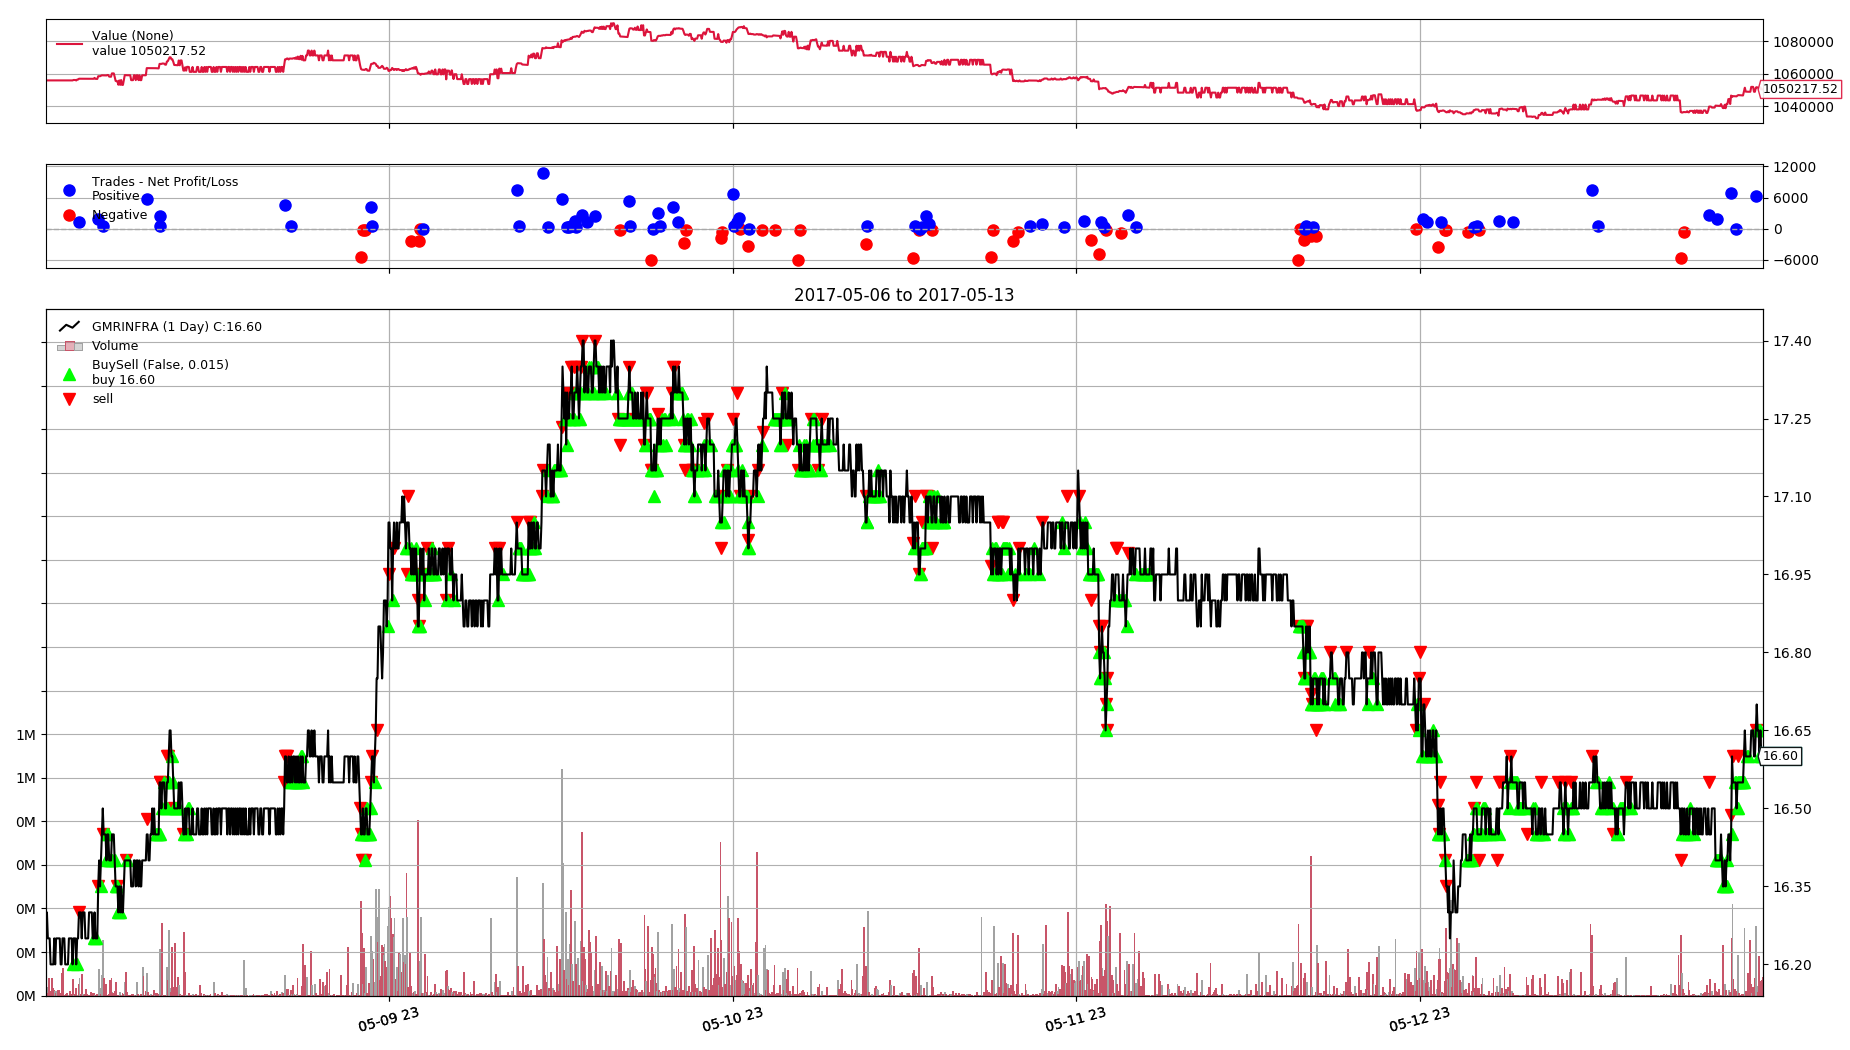 Value (None)
value 1050217.52
1080000
1060000
1050217.52
1040000
Trades - Net Profit/Loss
Positive
Negative
12000
6000
0
−6000
2017-05-06 to 2017-05-13
GMRINFRA (1 Day) C:16.60
Volume
BuySell (False, 0.015)
buy 16.60
sell
17.40
17.25
17.10
16.95
16.80
16.65
16.60
16.50
16.35
16.20
1M
1M
0M
0M
0M
0M
0M
05-09 23
05-10 23
05-11 23
05-12 23